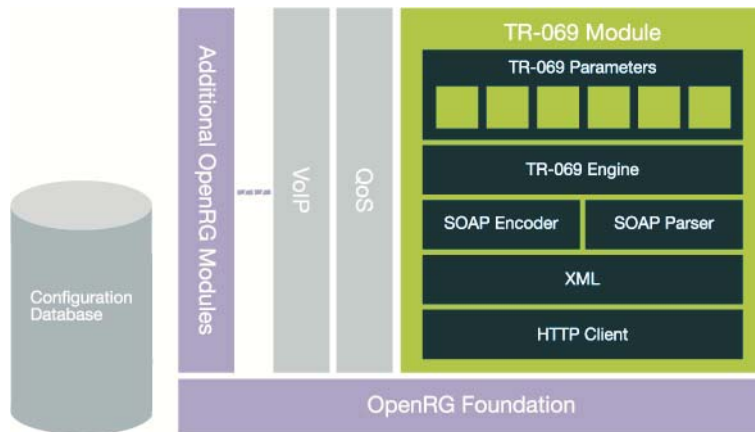 Configuration
Database
Additional OpenRG Modules
VoIP
QoS
TR-069 Module
TR-069 Parameters
TR-069 Engine
SOAP Encoder
SOAP Parser
XML
HTTP Client
OpenRG Foundation